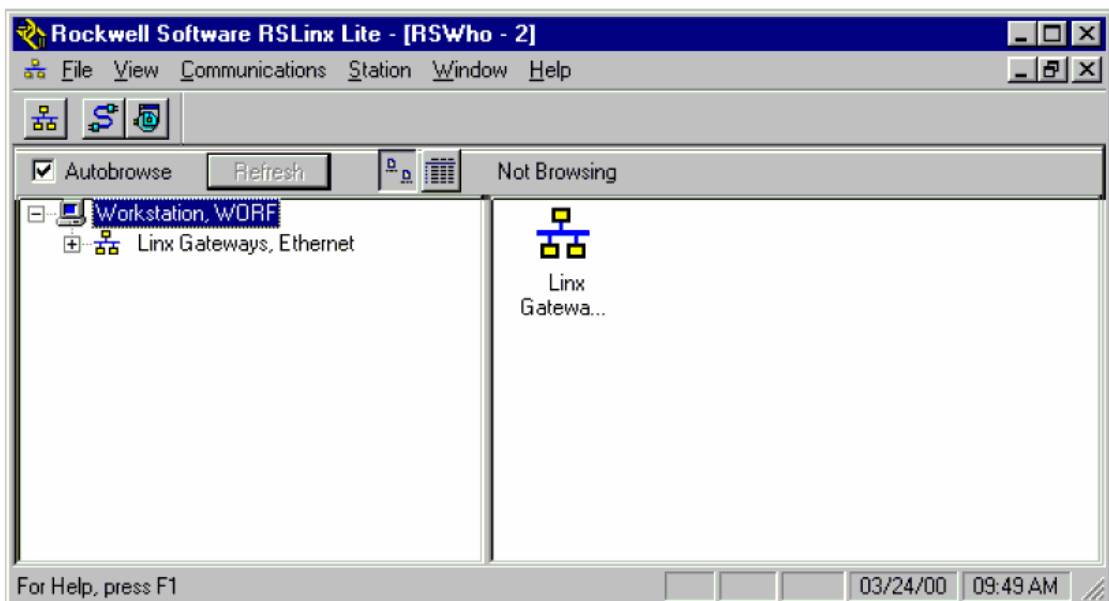 Rockwell Software RSLinx Lite - [RSWho - 2]
File View Communications Station Window Help
Autobrowse Refresh Not Browsing
Workstation, WORF
Linx Gateways, Ethernet
Linx
Gatewa...
For Help, press F1 03/24/00 09:49 AM